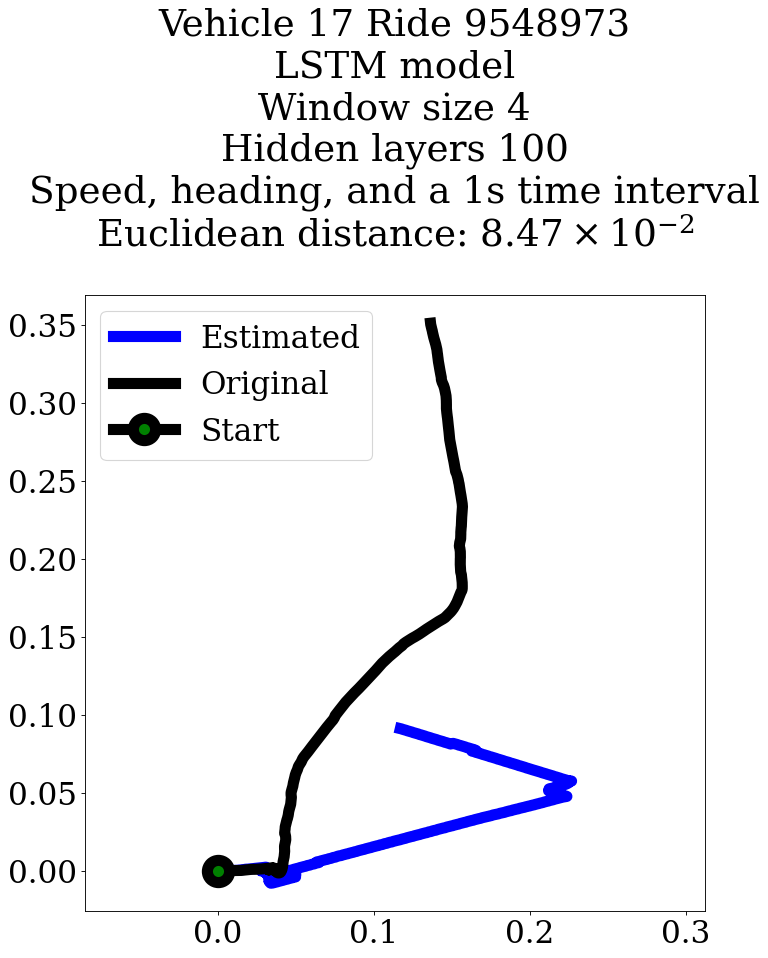 Vehicle 17 Ride 9548973
LSTM model
Window size 4
Hidden layers 100
Speed, heading, and a 1s time interval
Euclidean distance: 8.47 × 10⁻²
Estimated
Original
Start
0.35
0.30
0.25
0.20
0.15
0.10
0.05
0.00
0.0 0.1 0.2 0.3